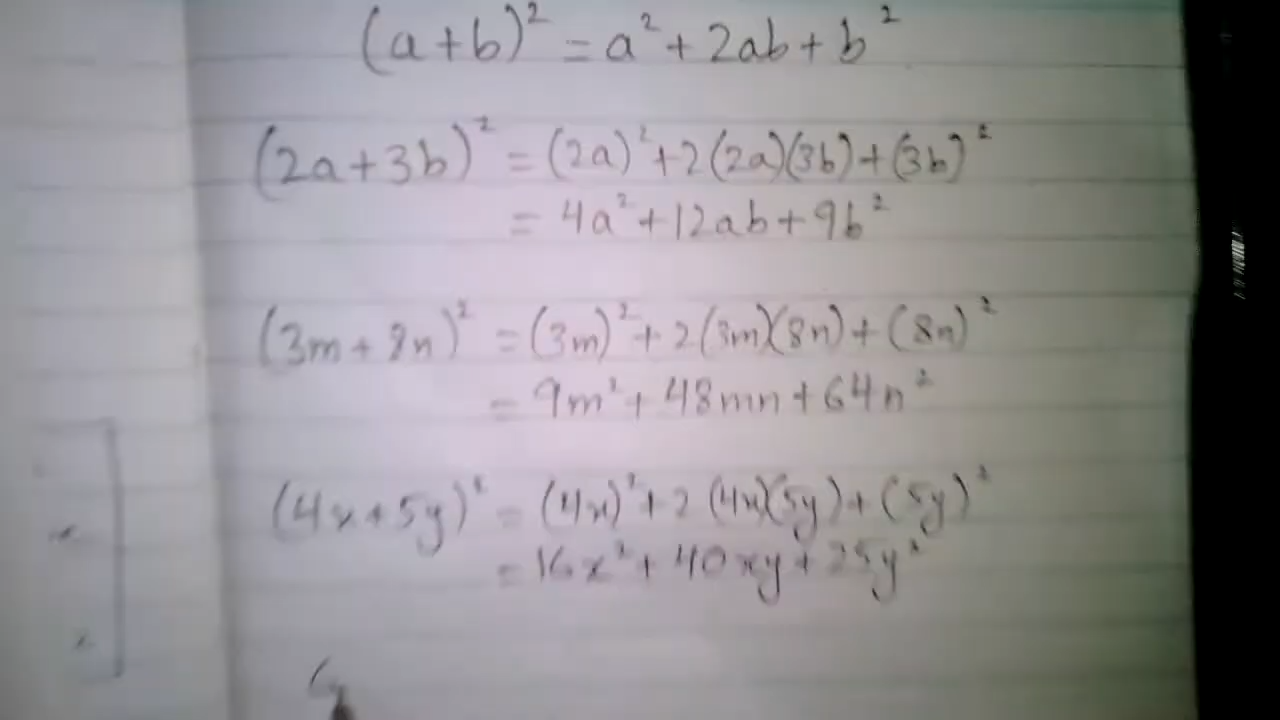 (a+b)² = a² + 2ab + b²
(2a+3b)² = (2a)² + 2(2a)(3b) + (3b)²
= 4a² + 12ab + 9b²
(3m + 8n)² = (3m)² + 2(3m)(8n) + (8n)²
= 9m² + 48mn + 64n²
(4x+5y)² = (4x)² + 2(4x)(5y) + (5y)²
= 16x² + 40xy + 25y²
(